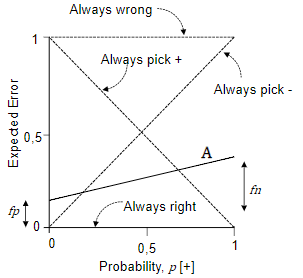 Always wrong
1
Always pick +
Always pick -
Expected Error
0,5
A
fp
fn
Always right
0
0
0,5
1
Probability, p [+]